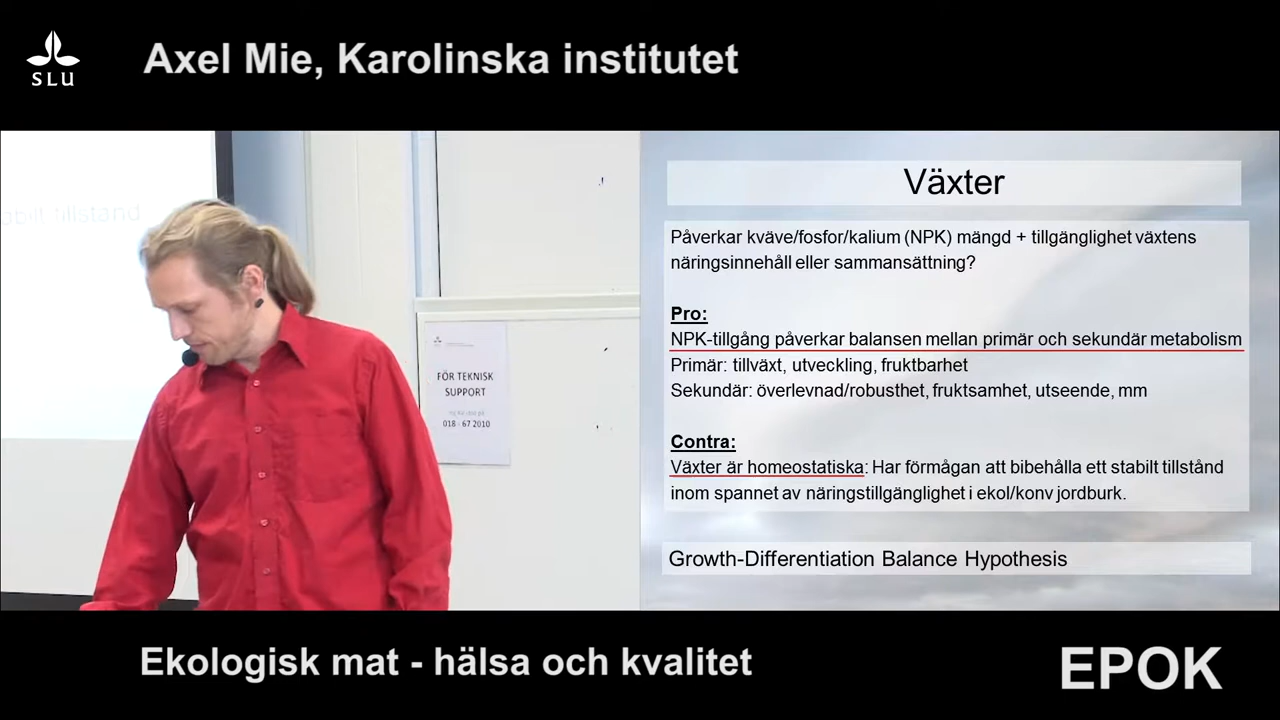 SLU
Axel Mie, Karolinska institutet
tillstånd
FÖR TEKNISK
SUPPORT
018 - 67 2010
Växter
Påverkar kväve/fosfor/kalium (NPK) mängd + tillgänglighet växtens
näringsinnehåll eller sammansättning?
Pro:
NPK-tillgång påverkar balansen mellan primär och sekundär metabolism
Primär: tillväxt, utveckling, fruktbarhet
Sekundär: överlevnad/robusthet, fruktsamhet, utseende, mm
Contra:
Växter är homeostatiska: Har förmågan att bibehålla ett stabilt tillstånd
inom spannet av näringstillgänglighet i ekol/konv jordburk.
Growth-Differentiation Balance Hypothesis
Ekologisk mat - hälsa och kvalitet
EPOK